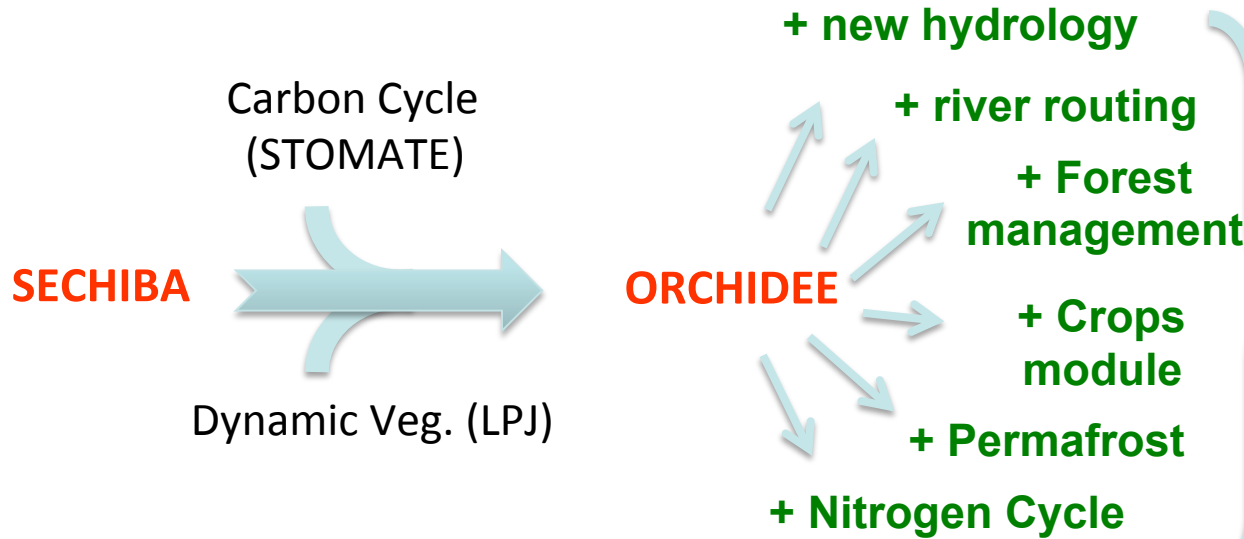 Carbon Cycle
(STOMATE)
SECHIBA
Dynamic Veg. (LPJ)
ORCHIDEE
+ new hydrology
+ river routing
+ Forest
management
+ Crops
module
+ Permafrost
+ Nitrogen Cycle